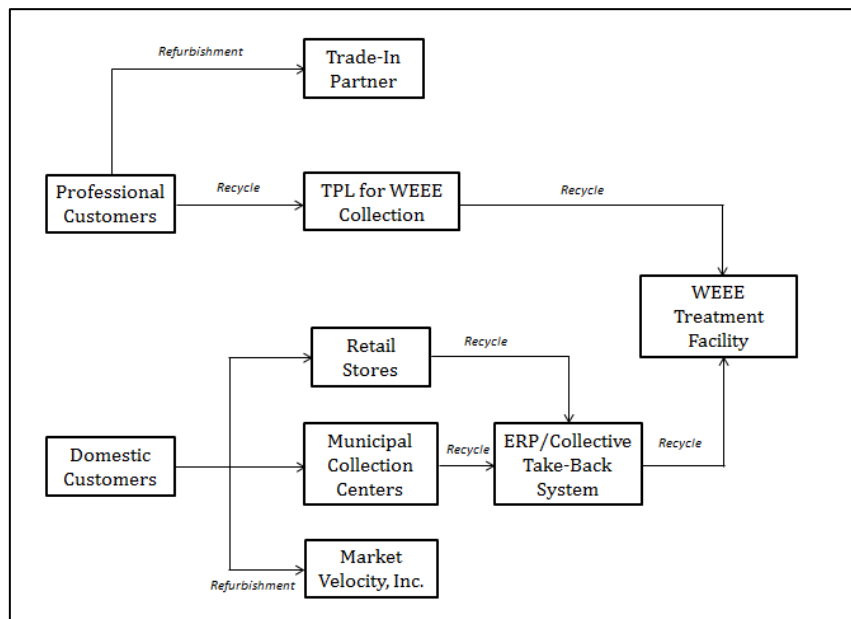 Refurbishment
Trade-In
Partner
Professional
Customers
Recycle
TPL for WEEE
Collection
Recycle
WEEE
Treatment
Facility
Retail
Stores
Recycle
Domestic
Customers
Municipal
Collection
Centers
Recycle
ERP/Collective
Take-Back
System
Recycle
Market
Velocity, Inc.
Refurbishment